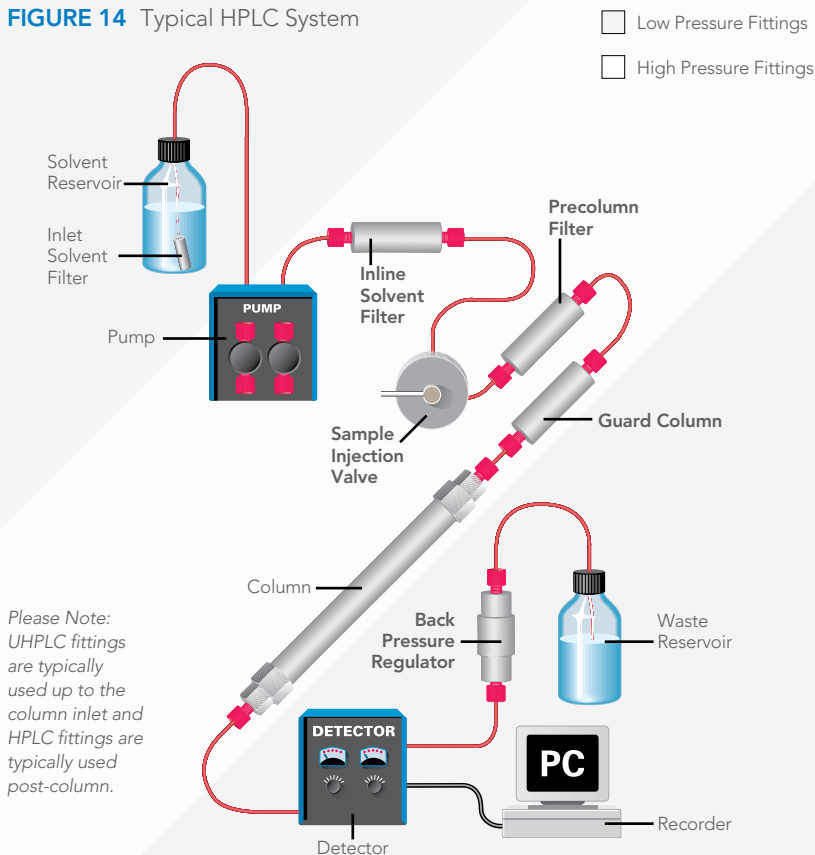 FIGURE 14 Typical HPLC System
Low Pressure Fittings
High Pressure Fittings
Solvent
Reservoir
Inlet
Solvent
Filter
Pump
PUMP
Inline
Solvent
Filter
Precolumn
Filter
Sample
Injection
Valve
Guard Column
Column
Back
Pressure
Regulator
Waste
Reservoir
Please Note:
UHPLC fittings
are typically
used up to the
column inlet and
HPLC fittings are
typically used
post-column.
DETECTOR
PC
Recorder
Detector